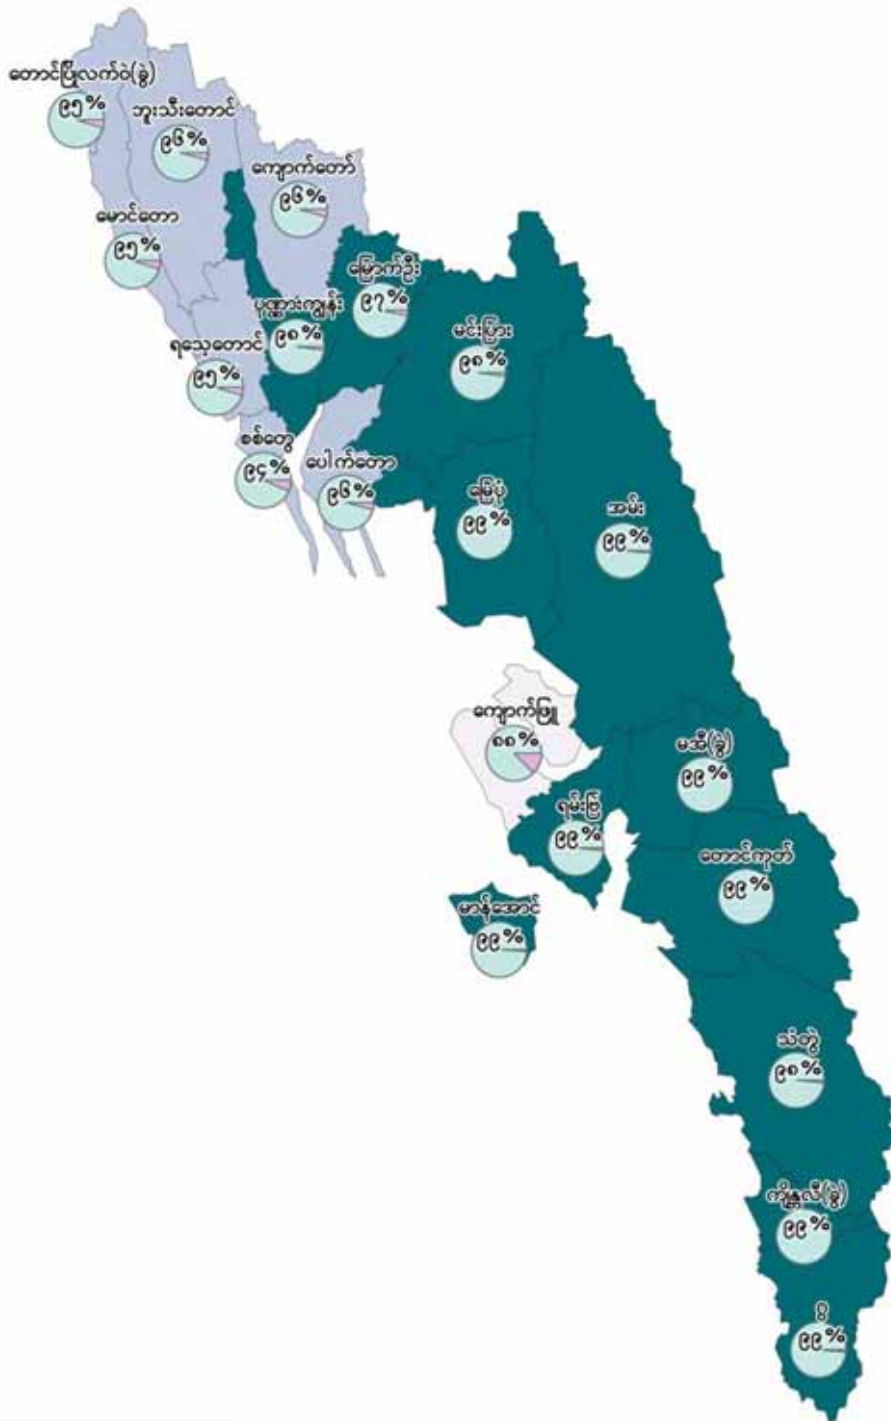 တောင်ပြိုလက်ဝဲ(ခွဲ)
၉၅%
ဘူးသီးတောင်
၉၆%
ကျောက်တော်
၉၆%
မောင်တော
၉၅%
မြောက်ဦး
၉၇%
ပုဏ္ဏားကျွန်း
၉၈%
မင်းပြား
၉၈%
ရသေ့တောင်
၉၅%
စစ်တွေ
၉၄%
ပေါက်တော
၉၆%
မြေပုံ
၉၉%
အမ်း
၉၉%
ကျောက်ဖြူ
၈၈%
မအီ(ခွဲ)
၉၉%
ရမ်းဗြဲ
၉၉%
တောင်ကုတ်
၉၉%
မာန်အောင်
၉၉%
သံတွဲ
၉၈%
ကျိန္တလီ(ခွဲ)
၉၉%
ဂွ
၉၉%